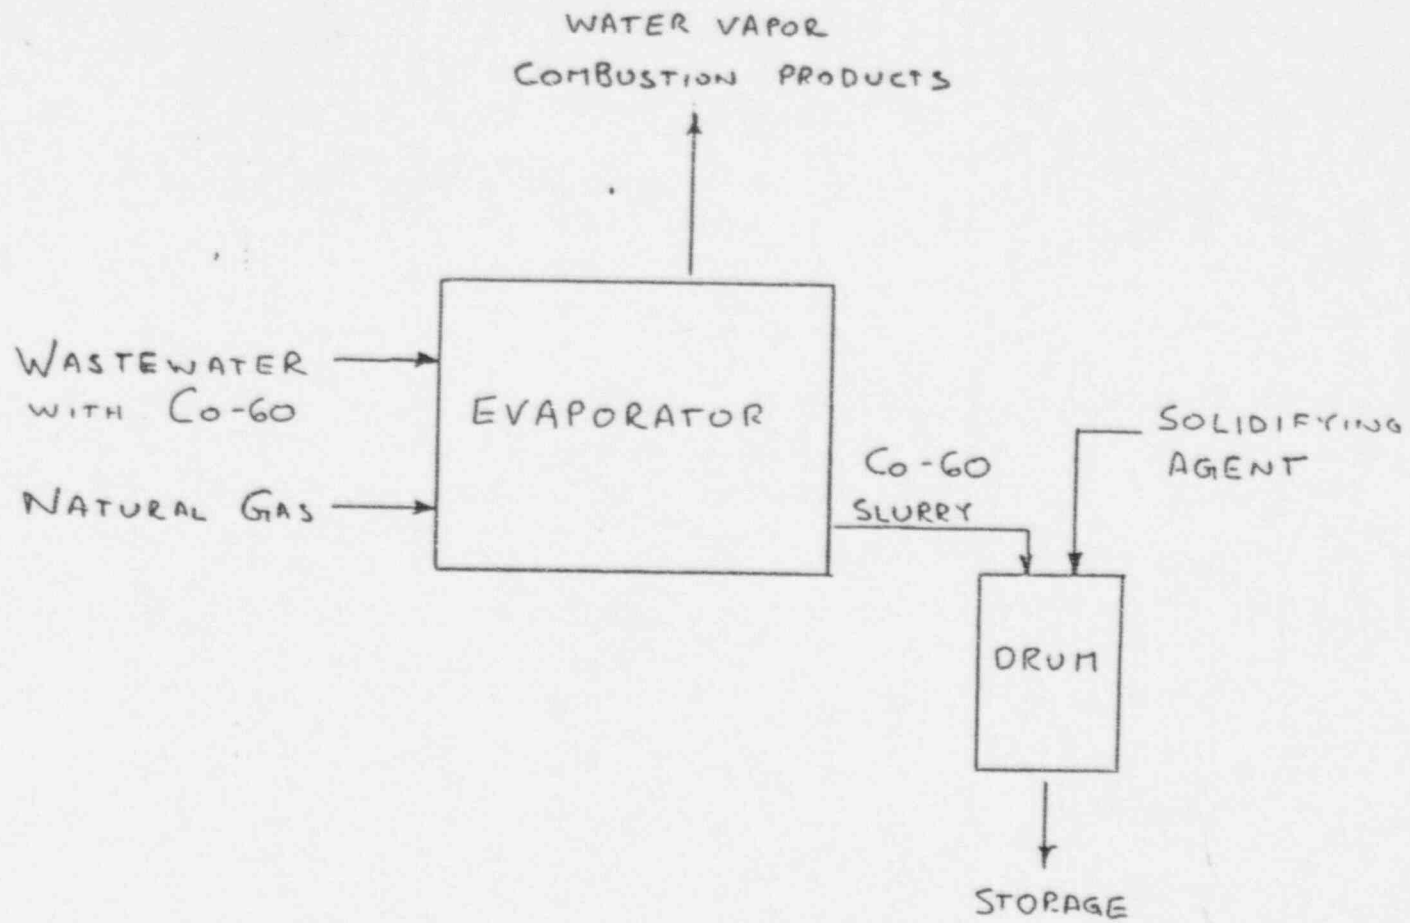 WATER VAPOR
COMBUSTION PRODUCTS
WASTEWATER
WITH Co-60
EVAPORATOR
NATURAL GAS
Co-60
SLURRY
SOLIDIFYING
AGENT
DRUM
STORAGE